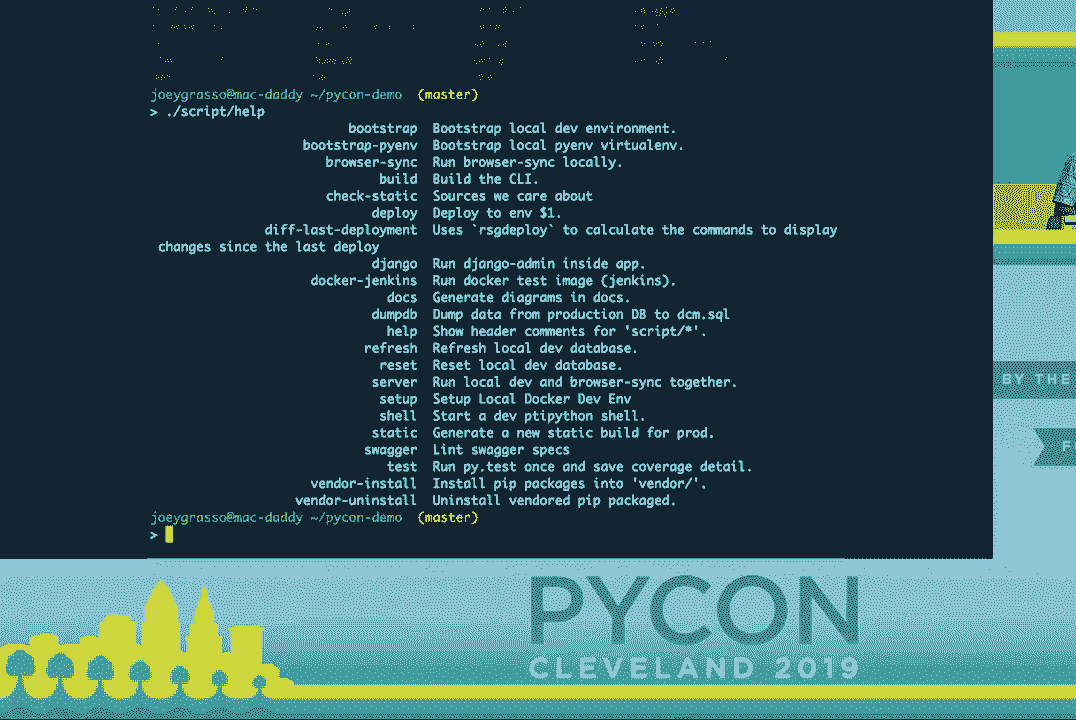 joeygrasso@mac-daddy ~/pycon-demo (master)
> ./script/help
bootstrap Bootstrap local dev environment.
bootstrap-pyenv Bootstrap local pyenv virtualenv.
browser-sync Run browser-sync locally.
build Build the CLI.
check-static Sources we care about
deploy Deploy to env $1.
diff-last-deployment Uses `rsgdeploy` to calculate the commands to display
changes since the last deploy
django Run django-admin inside app.
docker-jenkins Run docker test image (jenkins).
docs Generate diagrams in docs.
dumpdb Dump data from production DB to dcm.sql
help Show header comments for 'script/*'.
refresh Refresh local dev database.
reset Reset local dev database.
server Run local dev and browser-sync together.
setup Setup Local Docker Dev Env
shell Start a dev ptipython shell.
static Generate a new static build for prod.
swagger Lint swagger specs
test Run py.test once and save coverage detail.
vendor-install Install pip packages into 'vendor/'.
vendor-uninstall Uninstall vendored pip packaged.
joeygrasso@mac-daddy ~/pycon-demo (master)
>
BY THE
F
PYCON
CLEVELAND 2019